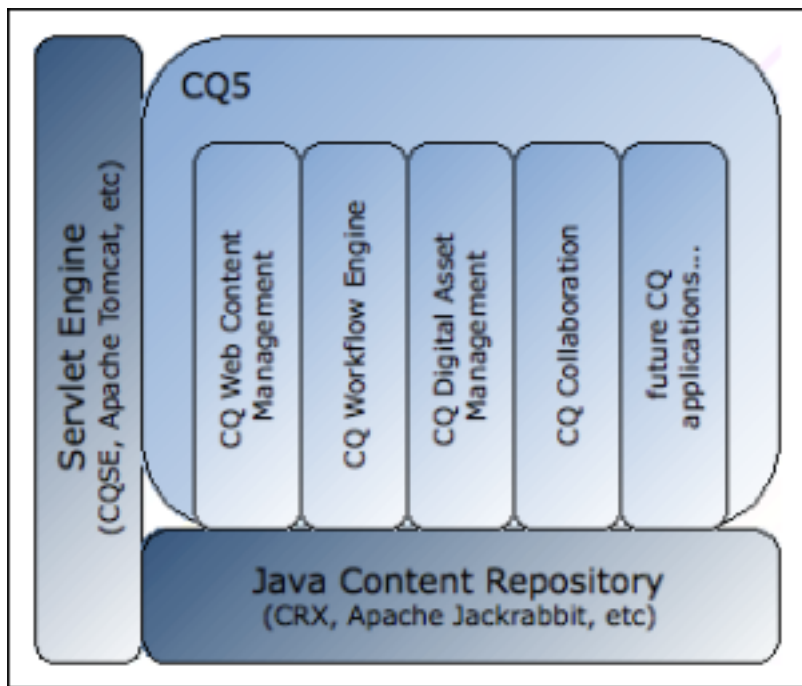 CQ5
Servlet Engine
(CQSE, Apache Tomcat, etc)
CQ Web Content
Management
CQ Workflow Engine
CQ Digital Asset
Management
CQ Collaboration
future CQ
applications...
Java Content Repository
(CRX, Apache Jackrabbit, etc)